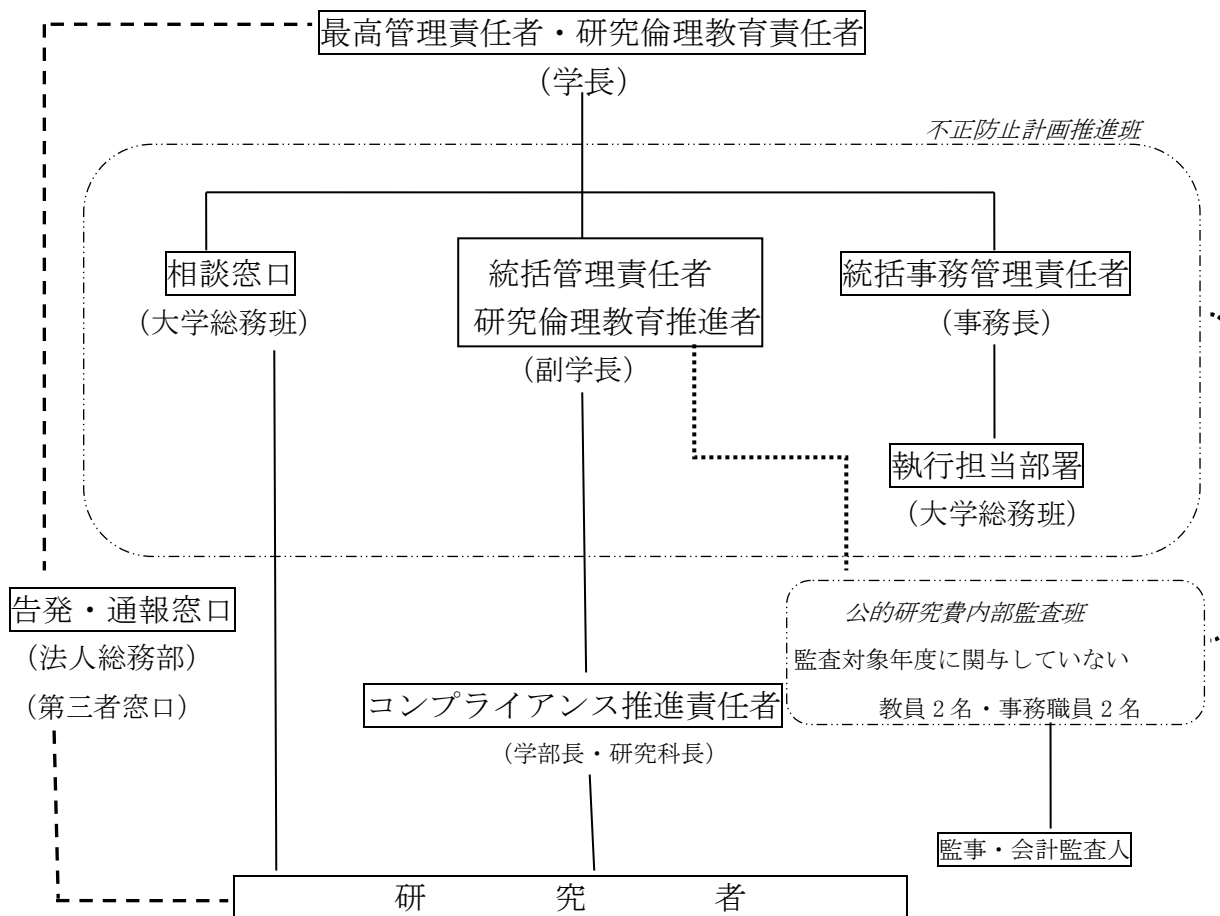 最高管理責任者・研究倫理教育責任者
(学長)
不正防止計画推進班
相談窓口
(大学総務班)
統括管理責任者
研究倫理教育推進者
(副学長)
統括事務管理責任者
(事務長)
執行担当部署
(大学総務班)
告発・通報窓口
(法人総務部)
(第三者窓口)
公的研究費内部監査班
監査対象年度に関与していない
教員2名・事務職員2名
コンプライアンス推進責任者
(学部長・研究科長)
監事・会計監査人
研 究 者